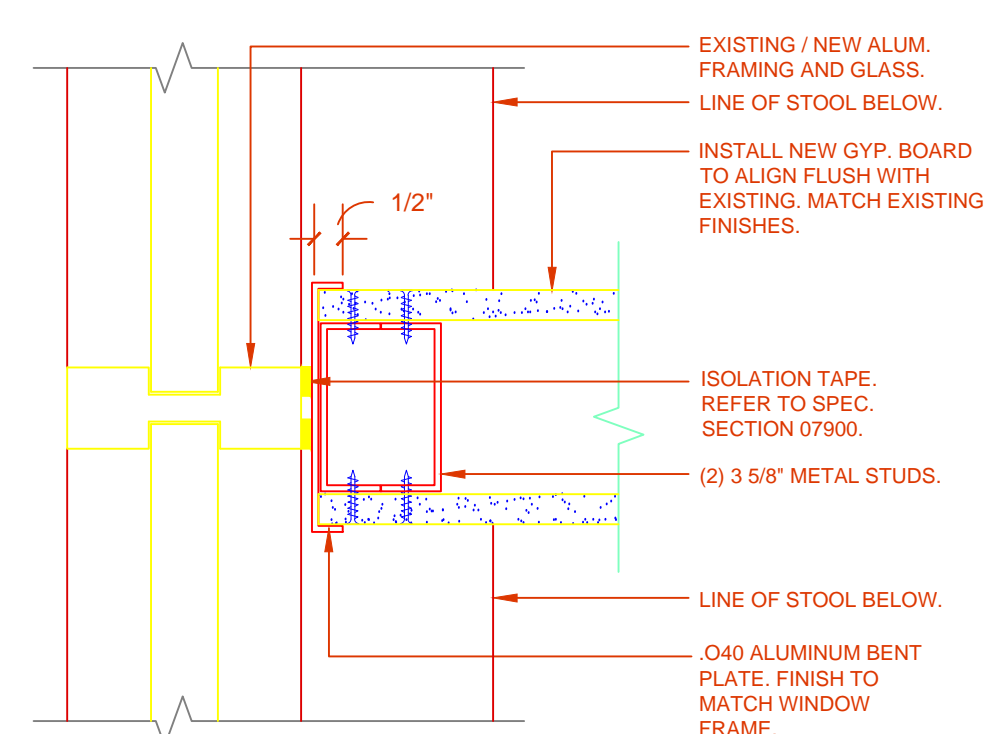 EXISTING / NEW ALUM.
FRAMING AND GLASS.
LINE OF STOOL BELOW.
INSTALL NEW GYP. BOARD
TO ALIGN FLUSH WITH
EXISTING. MATCH EXISTING
FINISHES.
1/2"
ISOLATION TAPE.
REFER TO SPEC.
SECTION 07900.
(2) 3 5/8" METAL STUDS.
LINE OF STOOL BELOW.
.O40 ALUMINUM BENT
PLATE. FINISH TO
MATCH WINDOW
FRAME.